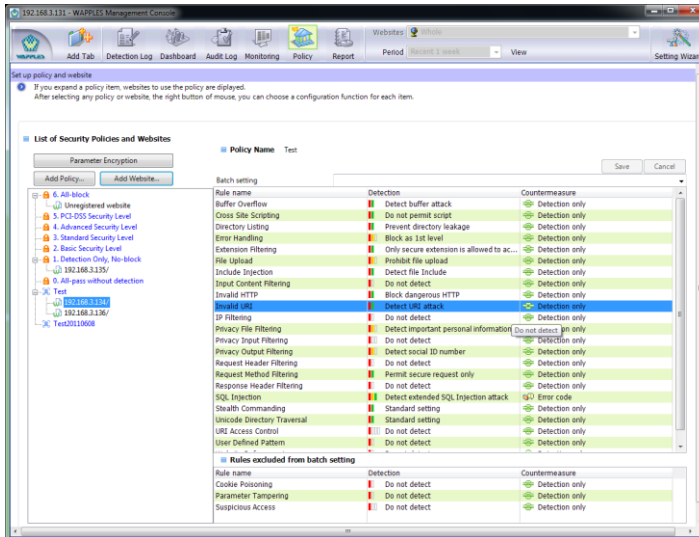 192.168.3.131 - WAPPLES Management Console
WAPPLES
Add Tab
Detection Log
Dashboard
Audit Log
Monitoring
Policy
Report
Websites
Whole
Period
Recent 1 week
View
Setting Wizar
Set up policy and website
If you expand a policy item, websites to use the policy are diplayed.
After selecting any policy or website, the right button of mouse, you can choose a configuration function for each item.
List of Security Policies and Websites
Parameter Encryption
Add Policy...
Add Website...
6. All-block
Unregistered website
5. PCI-DSS Security Level
4. Advanced Security Level
3. Standard Security Level
2. Basic Security Level
1. Detection Only, No-block
192.168.3.135/
0. All-pass without detection
Test
192.168.3.134/
192.168.3.136/
Test20110608
Policy Name Test
Save
Cancel
Batch setting
Rule name Detection Countermeasure
Buffer Overflow Detect buffer attack Detection only
Cross Site Scripting Do not permit script Detection only
Directory Listing Prevent directory leakage Detection only
Error Handling Block as 1st level Detection only
Extension Filtering Only secure extension is allowed to ac... Detection only
File Upload Prohibit file upload Detection only
Include Injection Detect file Include Detection only
Input Content Filtering Do not detect Detection only
Invalid HTTP Block dangerous HTTP Detection only
Invalid URI Detect URI attack Detection only
IP Filtering Do not detect Detection only
Privacy File Filtering Detect important personal information Do not detect only
Privacy Input Filtering Do not detect Detection only
Privacy Output Filtering Detect social ID number Detection only
Request Header Filtering Do not detect Detection only
Request Method Filtering Permit secure request only Detection only
Response Header Filtering Do not detect Detection only
SQL Injection Detect extended SQL Injection attack Error code
Stealth Commanding Standard setting Detection only
Unicode Directory Traversal Standard setting Detection only
URI Access Control Do not detect Detection only
User Defined Pattern Do not detect Detection only
Rules excluded from batch setting
Rule name Detection Countermeasure
Cookie Poisoning Do not detect Detection only
Parameter Tampering Do not detect Detection only
Suspicious Access Do not detect Detection only